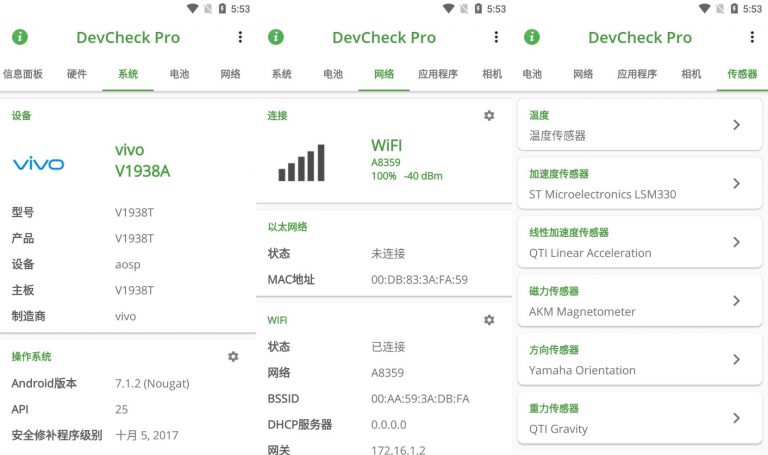 5:53
DevCheck Pro
信息面板 硬件 系统 电池 网络
设备
vivo
vivo
V1938A
型号 V1938T
产品 V1938T
设备 aosp
主板 V1938T
制造商 vivo
操作系统
Android版本 7.1.2 (Nougat)
API 25
安全修补程序级别 十月 5, 2017
5:53
DevCheck Pro
系统 电池 网络 应用程序 相机
连接
WiFI
A8359
100% -40 dBm
以太网络
状态 未连接
MAC地址 00:DB:83:3A:FA:59
WIFI
状态 已连接
网络 A8359
BSSID 00:AA:59:3A:DB:FA
DHCP服务器 0.0.0.0
网关 172.16.1.2
5:53
DevCheck Pro
电池 网络 应用程序 相机 传感器
温度
温度传感器
加速度传感器
ST Microelectronics LSM330
线性加速度传感器
QTI Linear Acceleration
磁力传感器
AKM Magnetometer
方向传感器
Yamaha Orientation
重力传感器
QTI Gravity